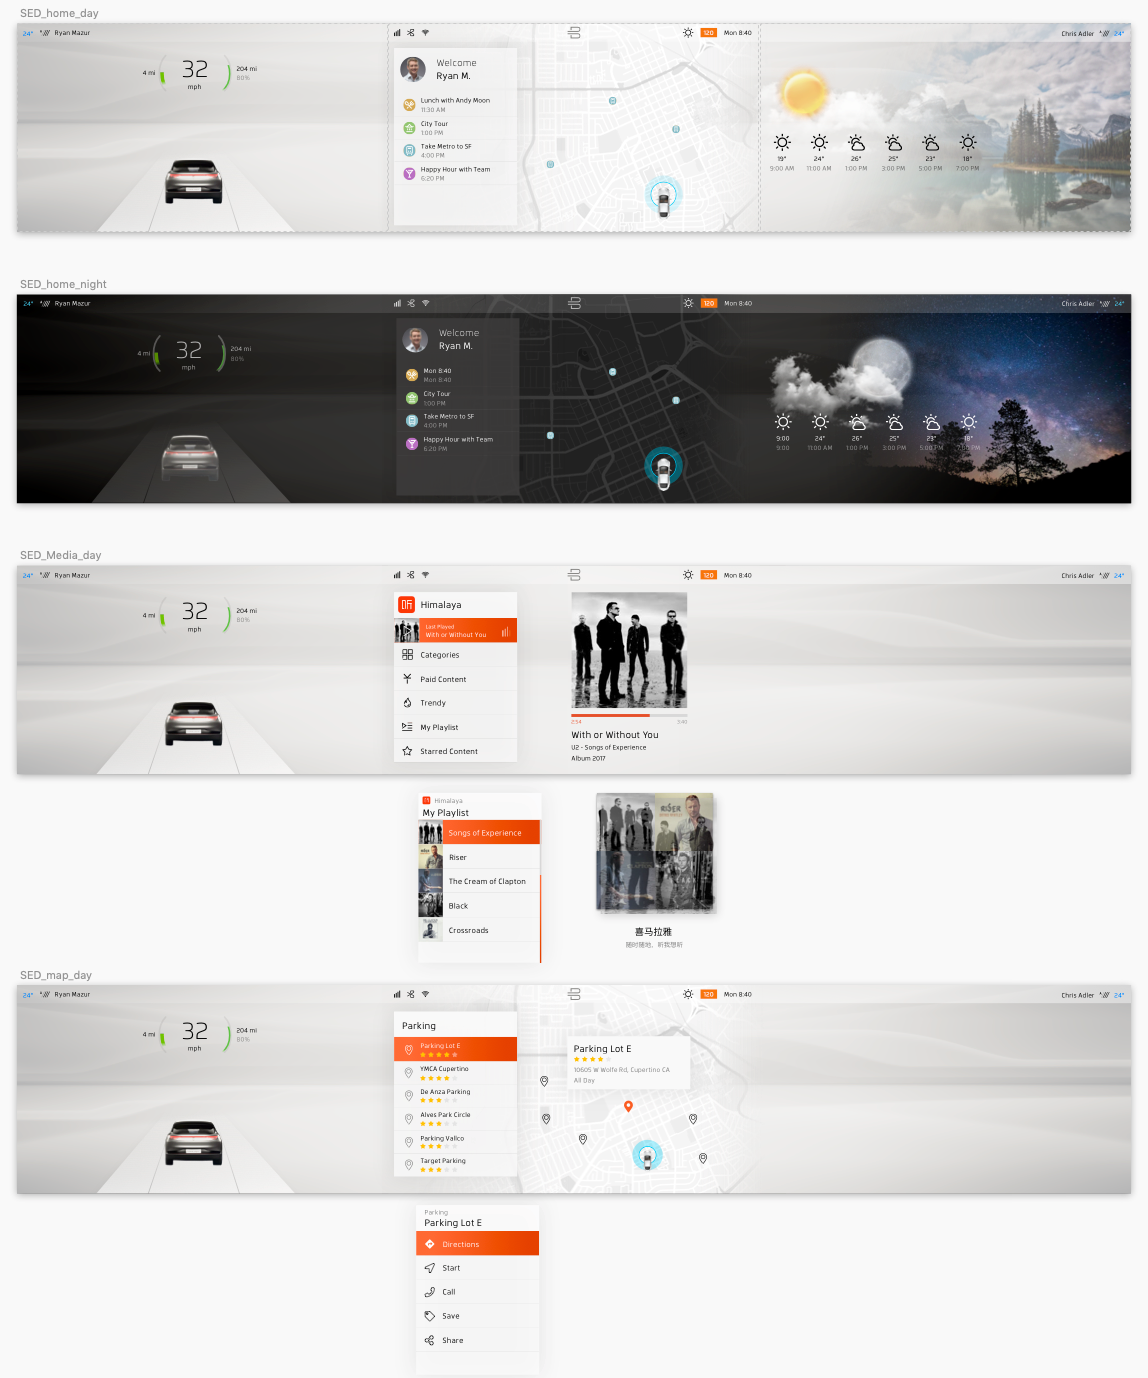 SED_home_day
24° Ryan Mazur
120 Mon 8:40
Chris Adler 24°
4 mi
32
mph
204 mi
80%
Welcome
Ryan M.
Lunch with Andy Moon
11:30 AM
City Tour
1:00 PM
Take Metro to SF
4:00 PM
Happy Hour with Team
6:20 PM
19° 24° 26° 25° 23° 18°
9:00 AM 11:00 AM 1:00 PM 3:00 PM 5:00 PM 7:00 PM
SED_home_night
24° Ryan Mazur
120 Mon 8:40
Chris Adler 24°
4 mi
32
mph
204 mi
80%
Welcome
Ryan M.
Mon 8:40
Mon 8:40
City Tour
1:00 PM
Take Metro to SF
4:00 PM
Happy Hour with Team
6:20 PM
9:00 24° 26° 25° 23° 18°
9:00 11:00 AM 1:00 PM 3:00 PM 5:00 PM 7:00 PM
SED_Media_day
24° Ryan Mazur
120 Mon 8:40
Chris Adler 24°
4 mi
32
mph
204 mi
80%
Himalaya
Last Played
With or Without You
Categories
Paid Content
Trendy
My Playlist
Starred Content
2:54
3:40
With or Without You
U2 - Songs of Experience
Album 2017
Himalaya
My Playlist
Songs of Experience
Riser
The Cream of Clapton
Black
Crossroads
RISER
喜马拉雅
随时随地，听我想听
SED_map_day
24° Ryan Mazur
120 Mon 8:40
Chris Adler 24°
4 mi
32
mph
204 mi
80%
Parking
Parking Lot E
YMCA Cupertino
De Anza Parking
Alves Park Circle
Parking Vallco
Target Parking
Parking Lot E
10605 W Wolfe Rd, Cupertino CA
All Day
Parking
Parking Lot E
Directions
Start
Call
Save
Share